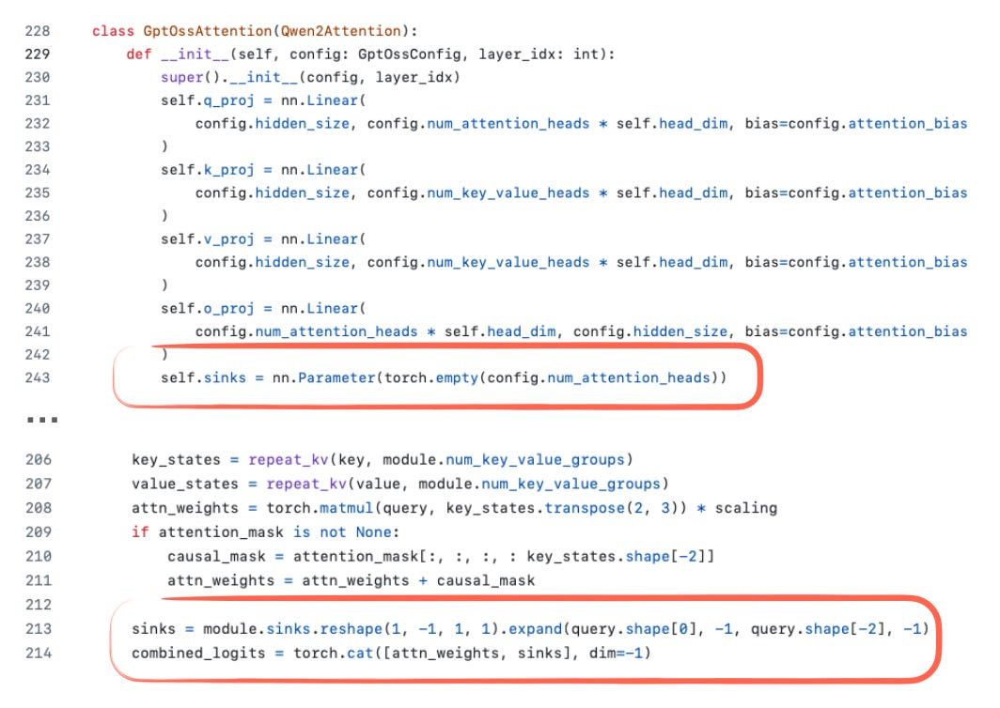 228 class GptOssAttention(Qwen2Attention):
229 def __init__(self, config: GptOssConfig, layer_idx: int):
230 super().__init__(config, layer_idx)
231 self.q_proj = nn.Linear(
232 config.hidden_size, config.num_attention_heads * self.head_dim, bias=config.attention_bias
233 )
234 self.k_proj = nn.Linear(
235 config.hidden_size, config.num_key_value_heads * self.head_dim, bias=config.attention_bias
236 )
237 self.v_proj = nn.Linear(
238 config.hidden_size, config.num_key_value_heads * self.head_dim, bias=config.attention_bias
239 )
240 self.o_proj = nn.Linear(
241 config.num_attention_heads * self.head_dim, config.hidden_size, bias=config.attention_bias
242 )
243 self.sinks = nn.Parameter(torch.empty(config.num_attention_heads))
...
206 key_states = repeat_kv(key, module.num_key_value_groups)
207 value_states = repeat_kv(value, module.num_key_value_groups)
208 attn_weights = torch.matmul(query, key_states.transpose(2, 3)) * scaling
209 if attention_mask is not None:
210 causal_mask = attention_mask[:, :, :, : key_states.shape[-2]]
211 attn_weights = attn_weights + causal_mask
212
213 sinks = module.sinks.reshape(1, -1, 1, 1).expand(query.shape[0], -1, query.shape[-2], -1)
214 combined_logits = torch.cat([attn_weights, sinks], dim=-1)